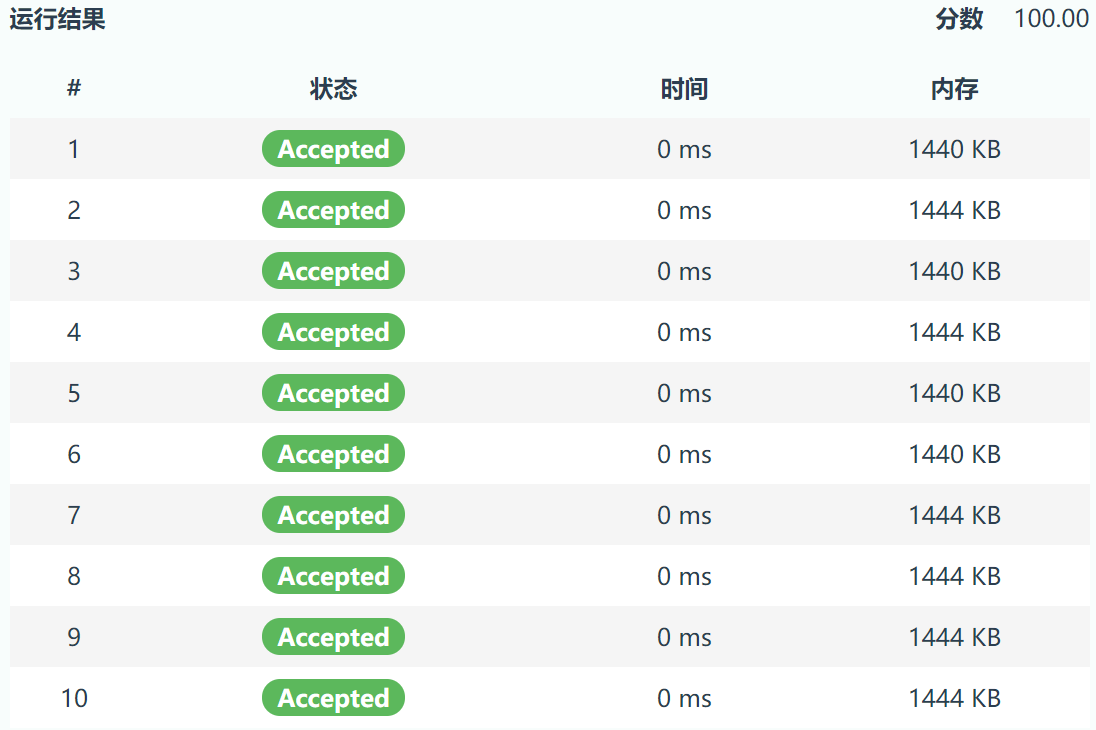 运行结果 分数 100.00
# 状态 时间 内存
1 Accepted 0 ms 1440 KB
2 Accepted 0 ms 1444 KB
3 Accepted 0 ms 1440 KB
4 Accepted 0 ms 1444 KB
5 Accepted 0 ms 1440 KB
6 Accepted 0 ms 1440 KB
7 Accepted 0 ms 1444 KB
8 Accepted 0 ms 1444 KB
9 Accepted 0 ms 1444 KB
10 Accepted 0 ms 1444 KB